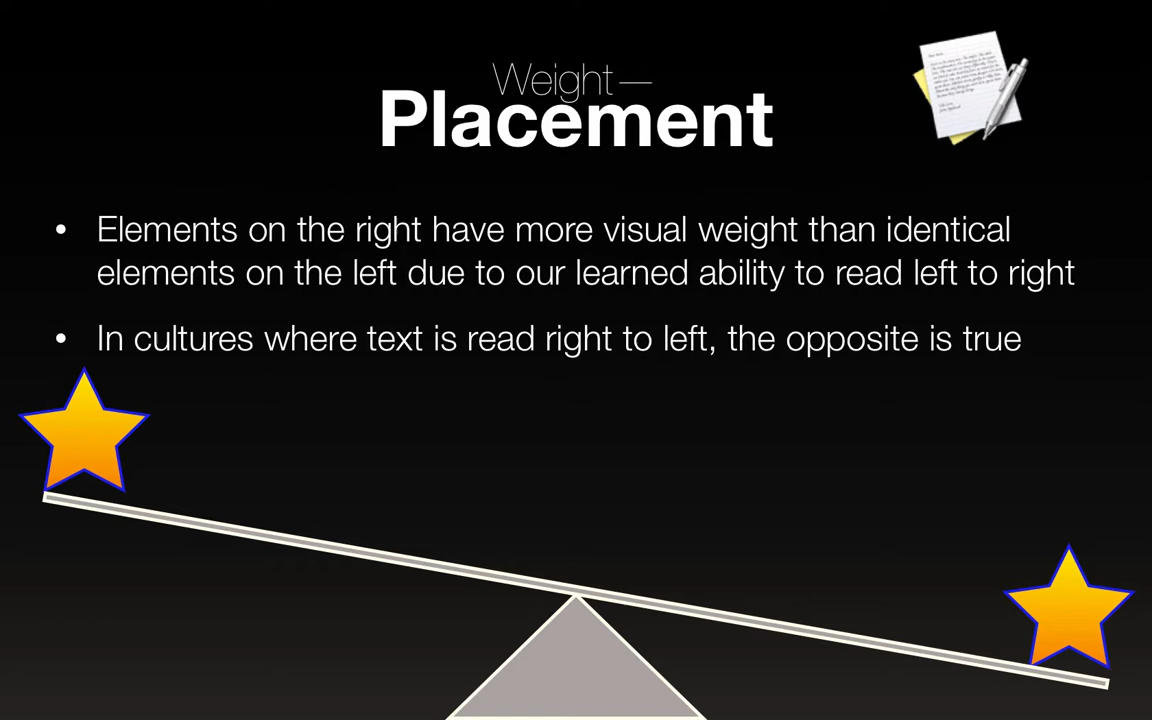 Weight—
Placement
• Elements on the right have more visual weight than identical
elements on the left due to our learned ability to read left to right
• In cultures where text is read right to left, the opposite is true